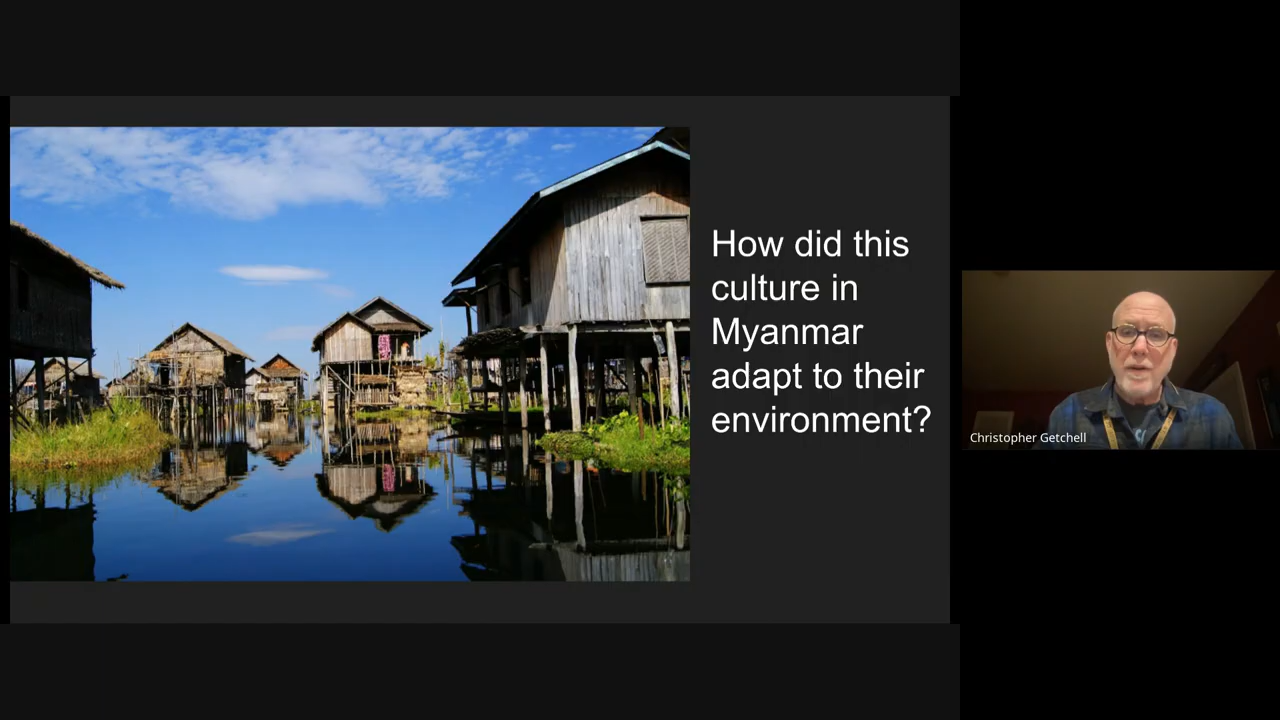 How did this
culture in
Myanmar
adapt to their
environment?
Christopher Getchell